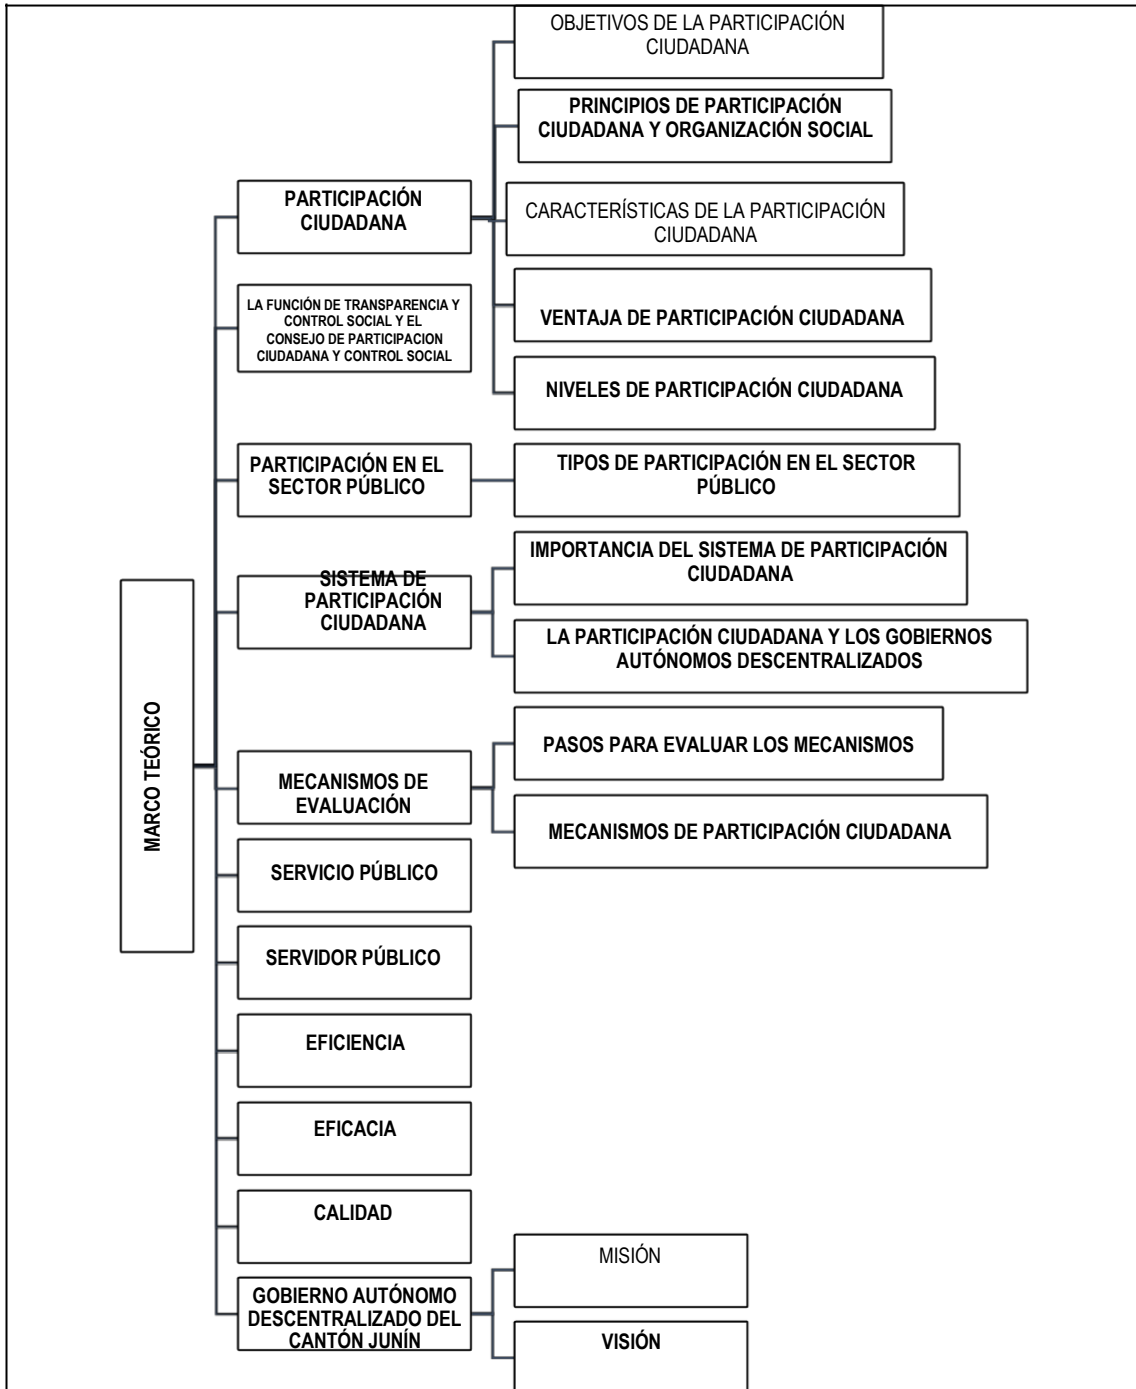 OBJETIVOS DE LA PARTICIPACIÓN
CIUDADANA
PRINCIPIOS DE PARTICIPACIÓN
CIUDADANA Y ORGANIZACIÓN SOCIAL
PARTICIPACIÓN
CIUDADANA
CARACTERÍSTICAS DE LA PARTICIPACIÓN
CIUDADANA
LA FUNCIÓN DE TRANSPARENCIA Y
CONTROL SOCIAL Y EL
CONSEJO DE PARTICIPACION
CIUDADANA Y CONTROL SOCIAL
VENTAJA DE PARTICIPACIÓN CIUDADANA
NIVELES DE PARTICIPACIÓN CIUDADANA
PARTICIPACIÓN EN EL
SECTOR PÚBLICO
TIPOS DE PARTICIPACIÓN EN EL SECTOR
PÚBLICO
SISTEMA DE
PARTICIPACIÓN
CIUDADANA
IMPORTANCIA DEL SISTEMA DE PARTICIPACIÓN
CIUDADANA
LA PARTICIPACIÓN CIUDADANA Y LOS GOBIERNOS
AUTÓNOMOS DESCENTRALIZADOS
MARCO TEÓRICO
MECANISMOS DE
EVALUACIÓN
PASOS PARA EVALUAR LOS MECANISMOS
MECANISMOS DE PARTICIPACIÓN CIUDADANA
SERVICIO PÚBLICO
SERVIDOR PÚBLICO
EFICIENCIA
EFICACIA
CALIDAD
GOBIERNO AUTÓNOMO
DESCENTRALIZADO DEL
CANTÓN JUNÍN
MISIÓN
VISIÓN